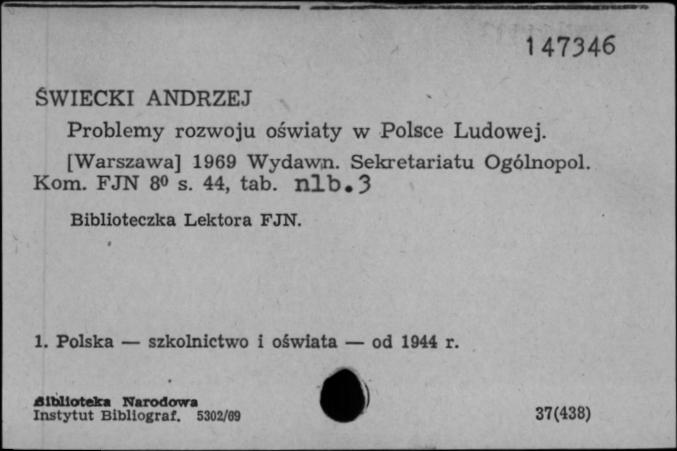 147346
ŚWIECKI ANDRZEJ
Problemy rozwoju oświaty w Polsce Ludowej.
[Warszawa] 1969 Wydawn. Sekretariatu Ogólnopol.
Kom. FJN 8⁰ s. 44, tab. nlb.3
Biblioteczka Lektora FJN.
1. Polska — szkolnictwo i oświata — od 1944 r.
Biblioteka Narodowa
Instytut Bibliograf. 5302/69
37(438)